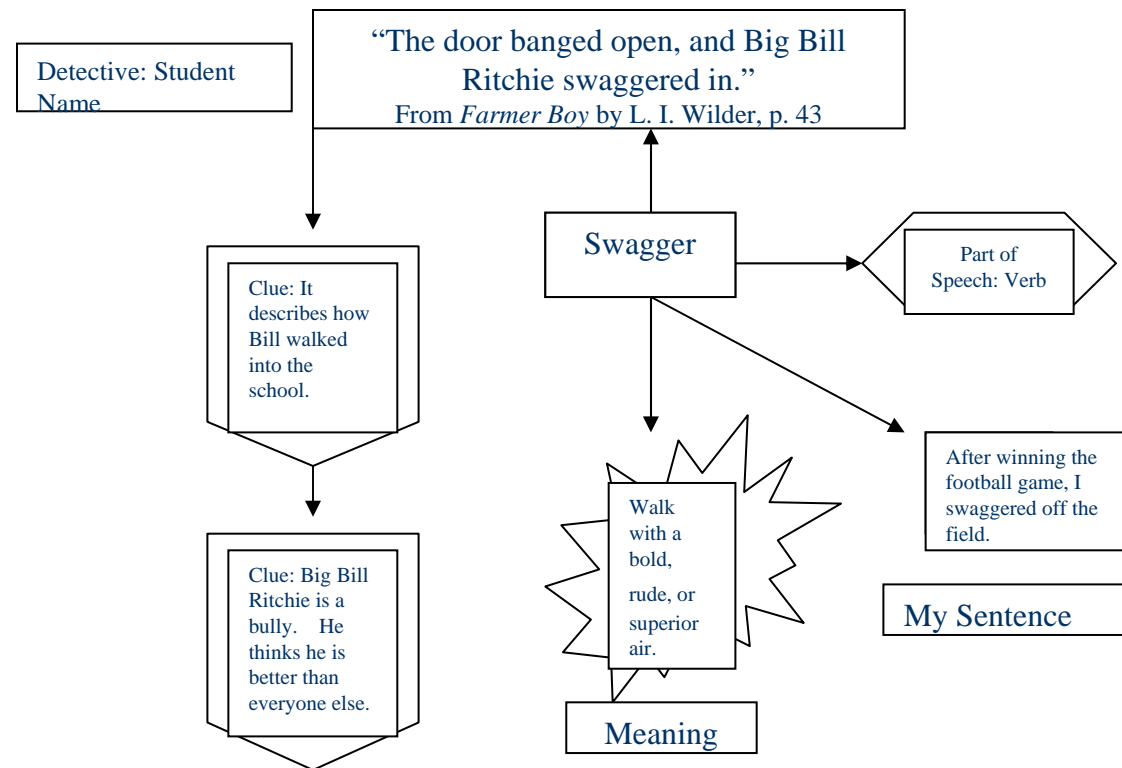 “The door banged open, and Big Bill
Ritchie swaggered in.”
From Farmer Boy by L. I. Wilder, p. 43
Detective: Student
Name
Swagger
Part of
Speech: Verb
Clue: It
describes how
Bill walked
into the
school.
Clue: Big Bill
Ritchie is a
bully. He
thinks he is
better than
everyone else.
Walk
with a
bold,
rude, or
superior
air.
Meaning
After winning the
football game, I
swaggered off the
field.
My Sentence